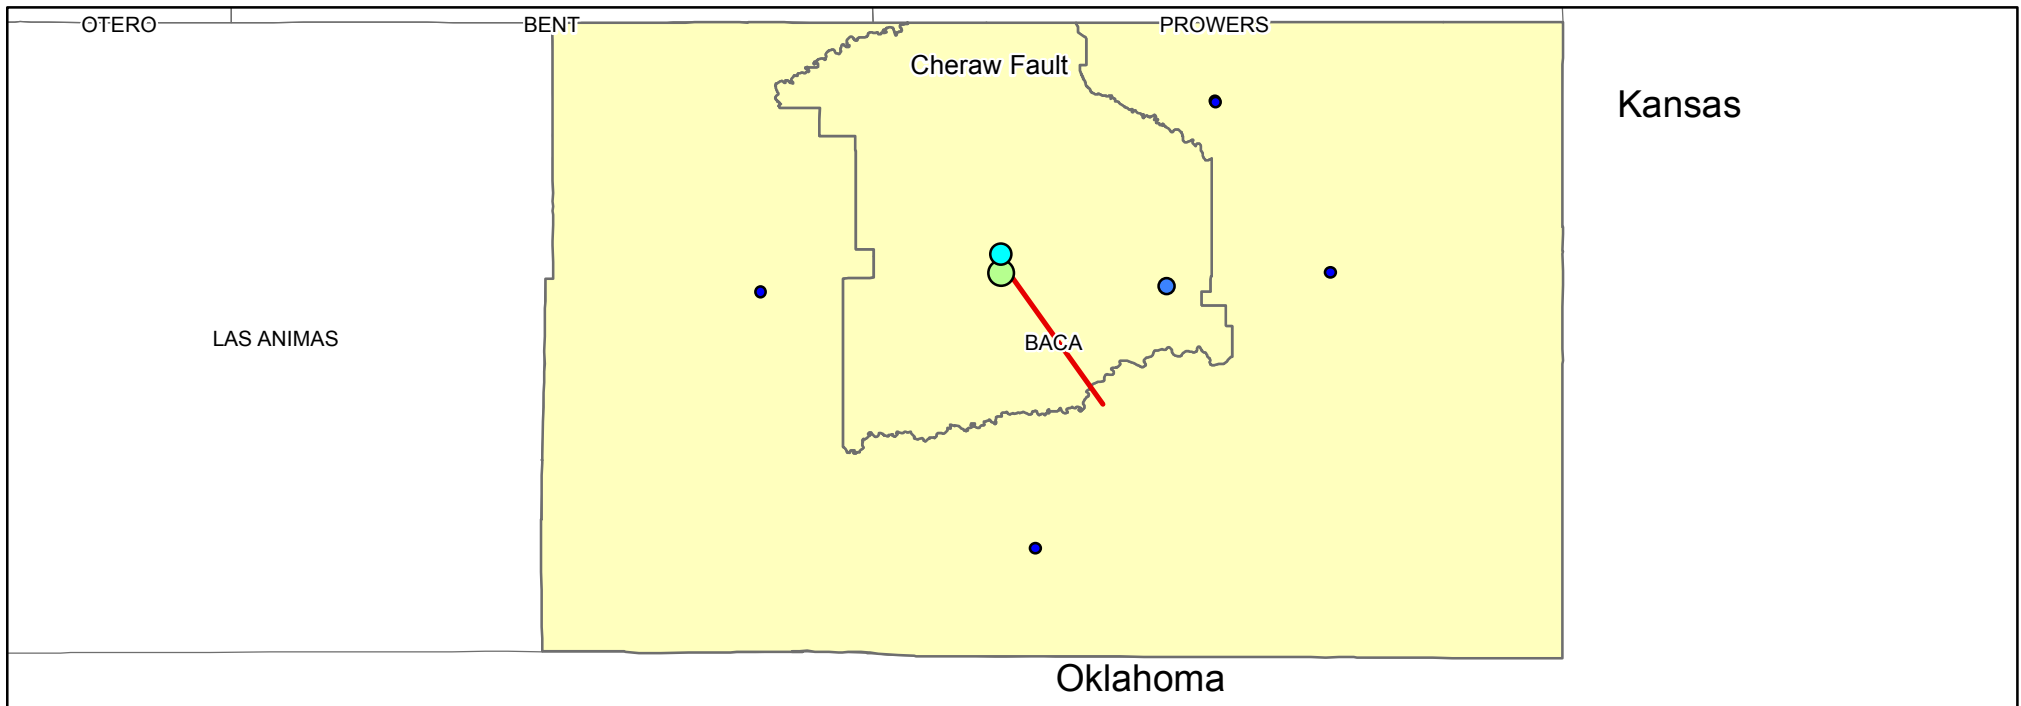 OTERO
BENT
PROWERS
Cheraw Fault
Kansas
LAS ANIMAS
BACA
Oklahoma